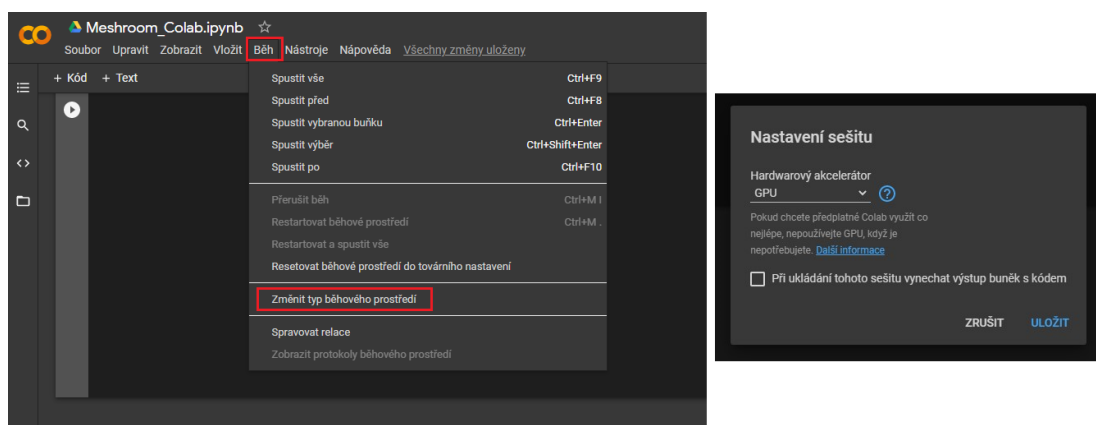 Meshroom_Colab.ipynb
Soubor Upravit Zobrazit Vložit Běh Nástroje Nápověda Všechny změny uloženy
+ Kód + Text
Spustit vše Ctrl+F9
Spustit před Ctrl+F8
Spustit vybranou buňku Ctrl+Enter
Spustit výběr Ctrl+Shift+Enter
Spustit po Ctrl+F10
Přerušit běh Ctrl+M I
Restartovat běhové prostředí Ctrl+M .
Restartovat a spustit vše
Resetovat běhové prostředí do továrního nastavení
Změnit typ běhového prostředí
Spravovat relace
Zobrazit protokoly běhového prostředí
Nastavení sešitu
Hardwarový akcelerátor
GPU
Pokud chcete předplatné Colab využít co
nejlépe, nepoužívejte GPU, když je
nepotřebujete. Další informace
Při ukládání tohoto sešitu vynechat výstup buněk s kódem
ZRUŠIT ULOŽIT